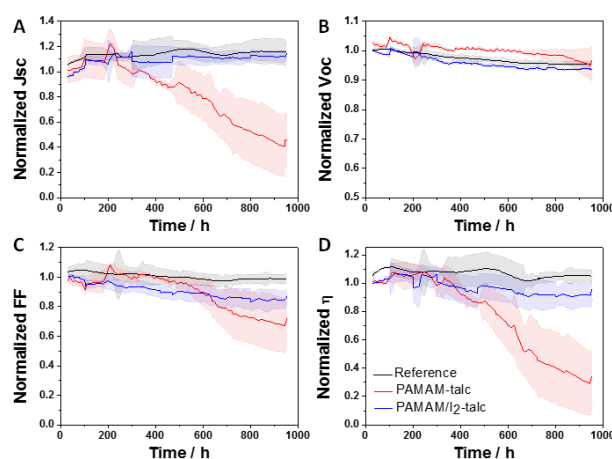 A
Normalized Jsc
1.4
1.2
1.0
0.8
0.6
0.4
0.2
0.0
0 200 400 600 800 1000
Time / h
B
Normalized Voc
1.1
1.0
0.9
0.8
0.7
0.6
0.5
0 200 400 600 800 1000
Time / h
C
Normalized FF
1.2
1.0
0.8
0.6
0.4
0.2
0.0
0 200 400 600 800 1000
Time / h
D
Normalized η
1.2
1.0
0.8
0.6
0.4
0.2
0.0
Reference
PAMAM-talc
PAMAM/I2-talc
0 200 400 600 800 1000
Time / h